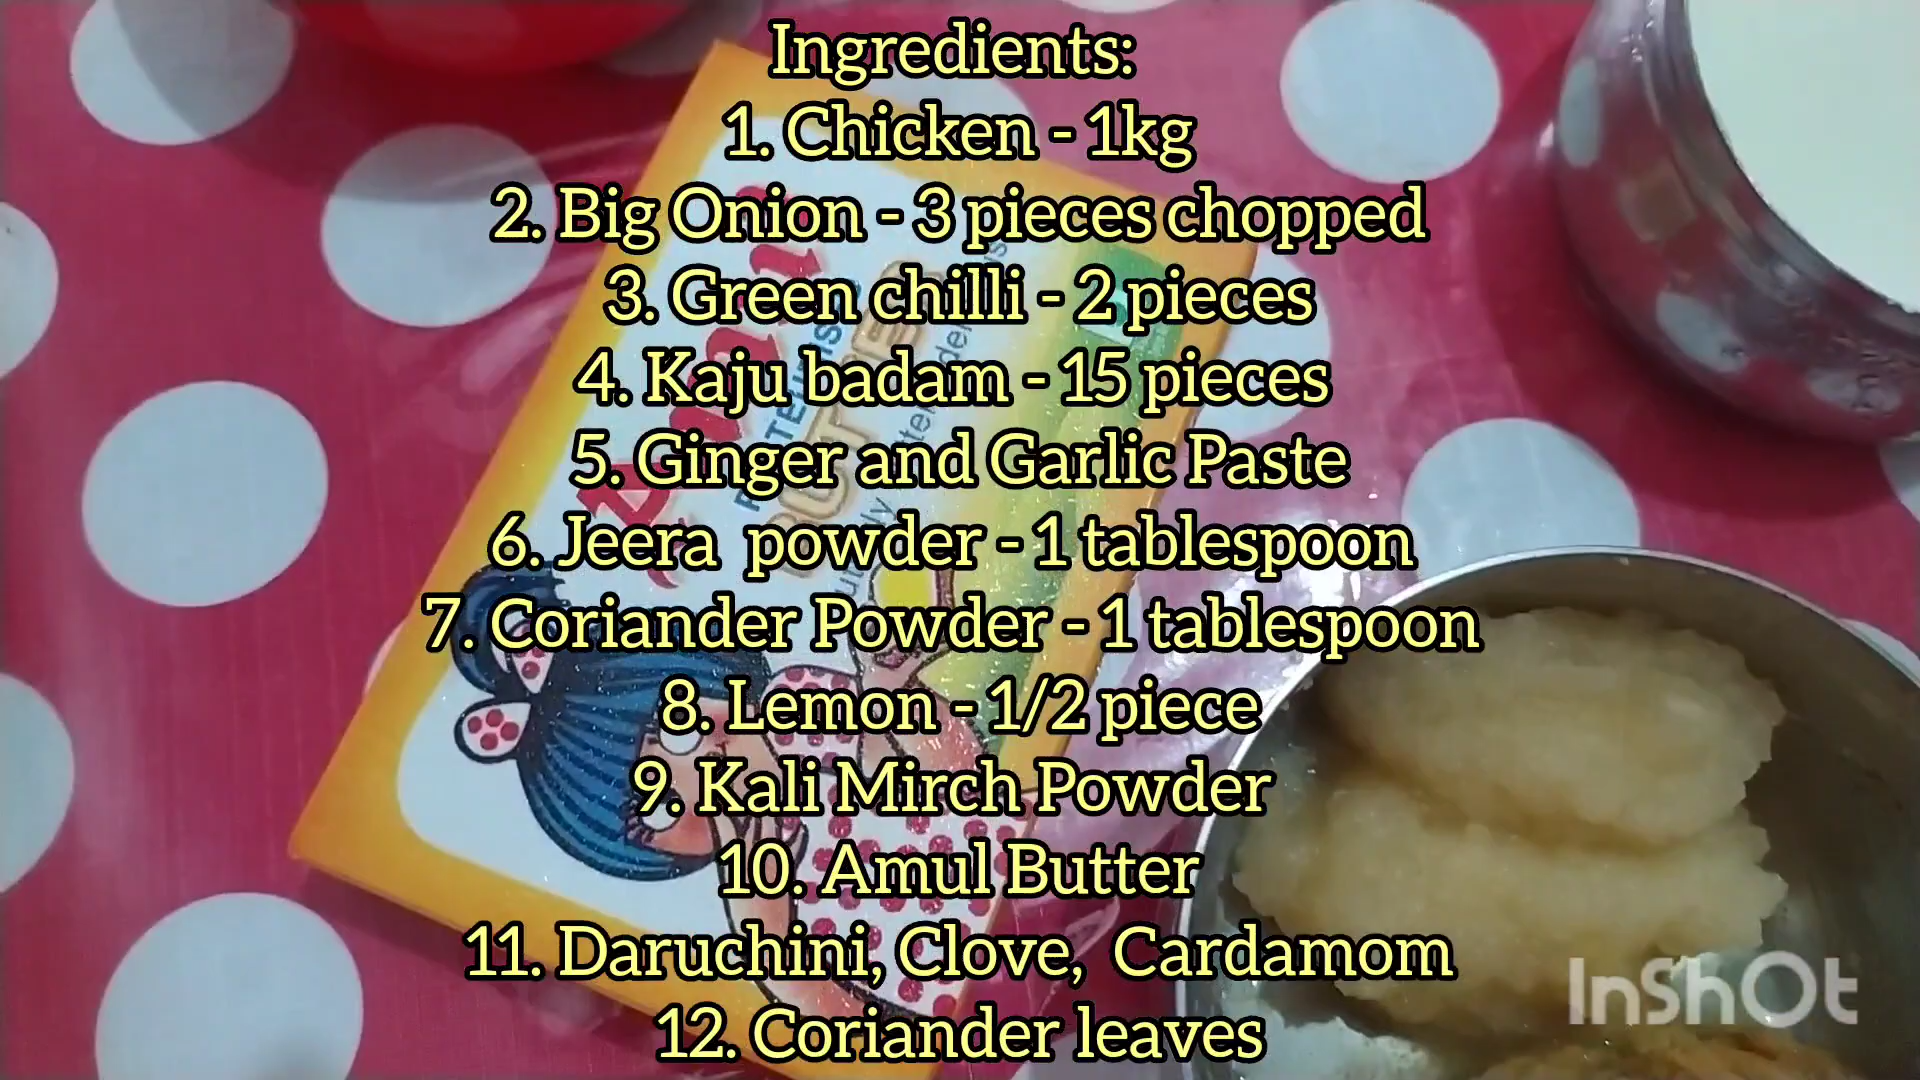 Ingredients:
1. Chicken - 1kg
2. Big Onion - 3 pieces chopped
3. Green chilli - 2 pieces
4. Kaju badam - 15 pieces
5. Ginger and Garlic Paste
6. Jeera powder - 1 tablespoon
7. Coriander Powder - 1 tablespoon
8. Lemon - 1/2 piece
9. Kali Mirch Powder
10. Amul Butter
11. Daruchini, Clove, Cardamom
12. Coriander leaves
InShOt